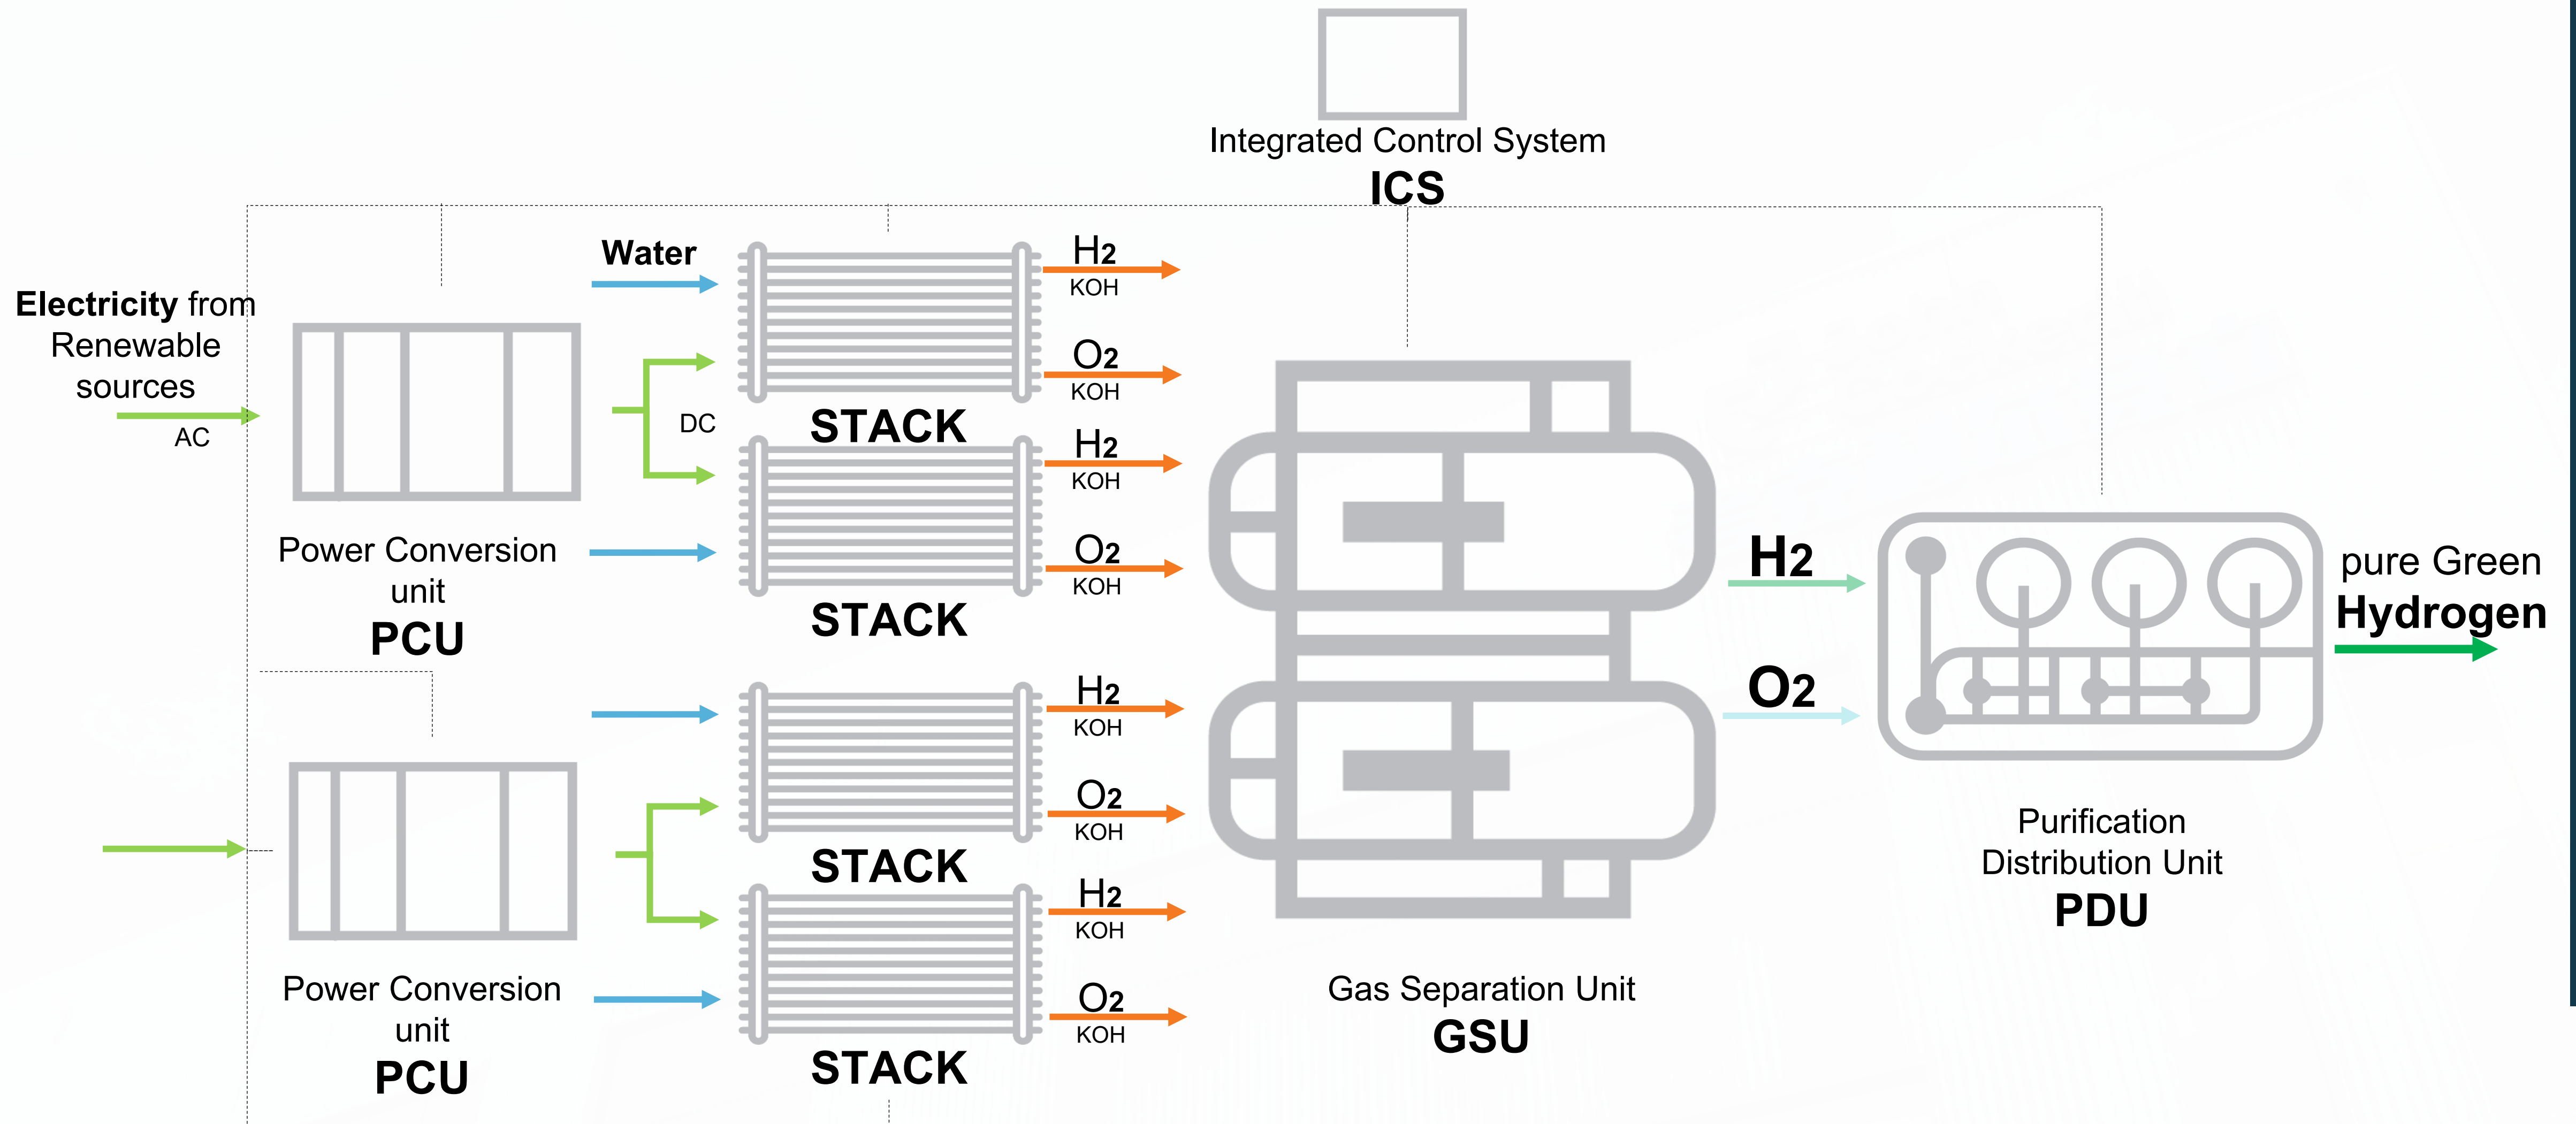 Integrated Control System
ICS
Electricity from
Renewable
sources
AC
Power Conversion
unit
PCU
Water
DC
STACK
H2
KOH
O2
KOH
STACK
H2
KOH
O2
KOH
Power Conversion
unit
PCU
STACK
H2
KOH
O2
KOH
STACK
H2
KOH
O2
KOH
Gas Separation Unit
GSU
H2
O2
Purification
Distribution Unit
PDU
pure Green
Hydrogen